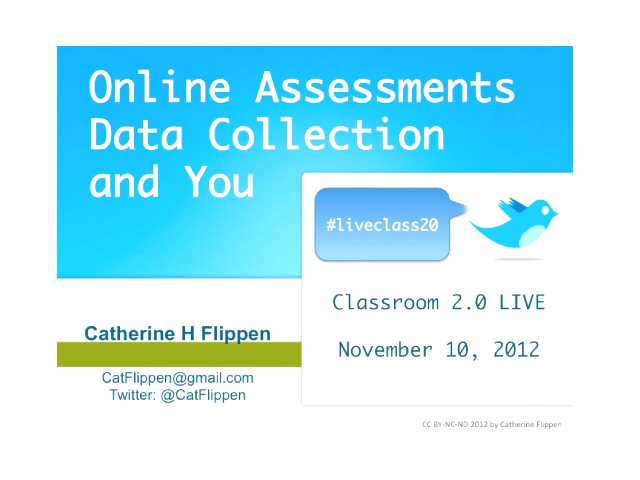 Online Assessments
Data Collection
and You
#liveclass20
Classroom 2.0 LIVE
November 10, 2012
Catherine H Flippen
CatFlippen@gmail.com
Twitter: @CatFlippen
CC BY-NC-ND 2012 by Catherine Flippen